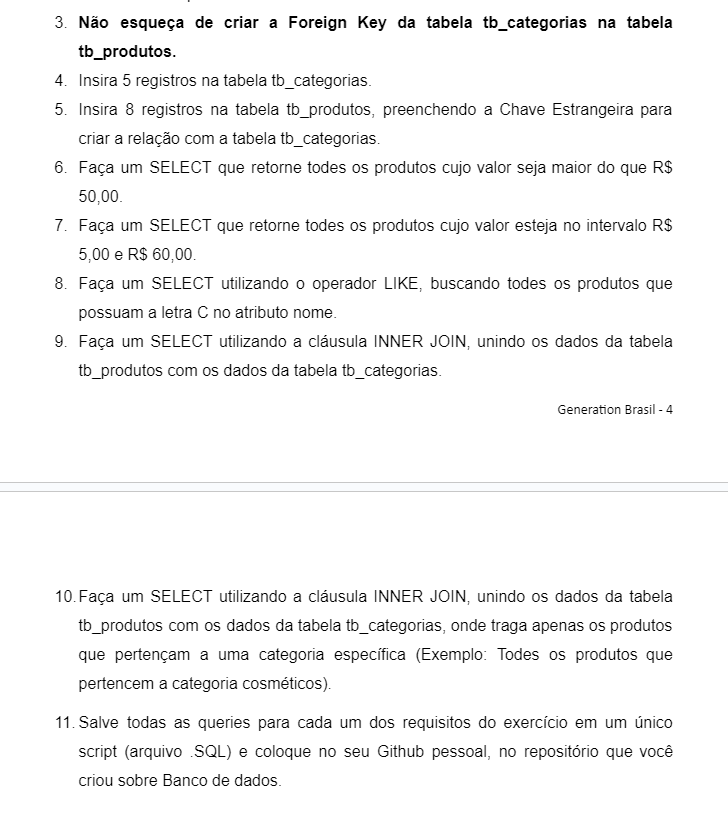 3. Não esqueça de criar a Foreign Key da tabela tb_categorias na tabela
tb_produtos.
4. Insira 5 registros na tabela tb_categorias.
5. Insira 8 registros na tabela tb_produtos, preenchendo a Chave Estrangeira para
criar a relação com a tabela tb_categorias.
6. Faça um SELECT que retorne todes os produtos cujo valor seja maior do que R$
50,00.
7. Faça um SELECT que retorne todes os produtos cujo valor esteja no intervalo R$
5,00 e R$ 60,00.
8. Faça um SELECT utilizando o operador LIKE, buscando todes os produtos que
possuam a letra C no atributo nome.
9. Faça um SELECT utilizando a cláusula INNER JOIN, unindo os dados da tabela
tb_produtos com os dados da tabela tb_categorias.
Generation Brasil - 4
10. Faça um SELECT utilizando a cláusula INNER JOIN, unindo os dados da tabela
tb_produtos com os dados da tabela tb_categorias, onde traga apenas os produtos
que pertençam a uma categoria específica (Exemplo: Todes os produtos que
pertencem a categoria cosméticos).
11. Salve todas as queries para cada um dos requisitos do exercício em um único
script (arquivo .SQL) e coloque no seu Github pessoal, no repositório que você
criou sobre Banco de dados.